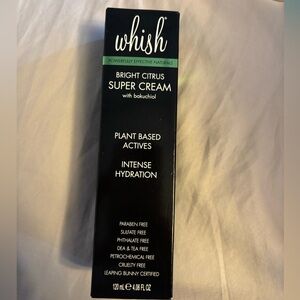 whish
POWERFULLY EFFECTIVE NATURALS
BRIGHT CITRUS
SUPER CREAM
with bakuchiol
PLANT BASED
ACTIVES
INTENSE
HYDRATION
PARABEN FREE
SULFATE FREE
PHTHALATE FREE
DEA & TEA FREE
PETROCHEMICAL FREE
CRUELTY FREE
LEAPING BUNNY CERTIFIED
120 mL ℮ 4.06 FL OZ